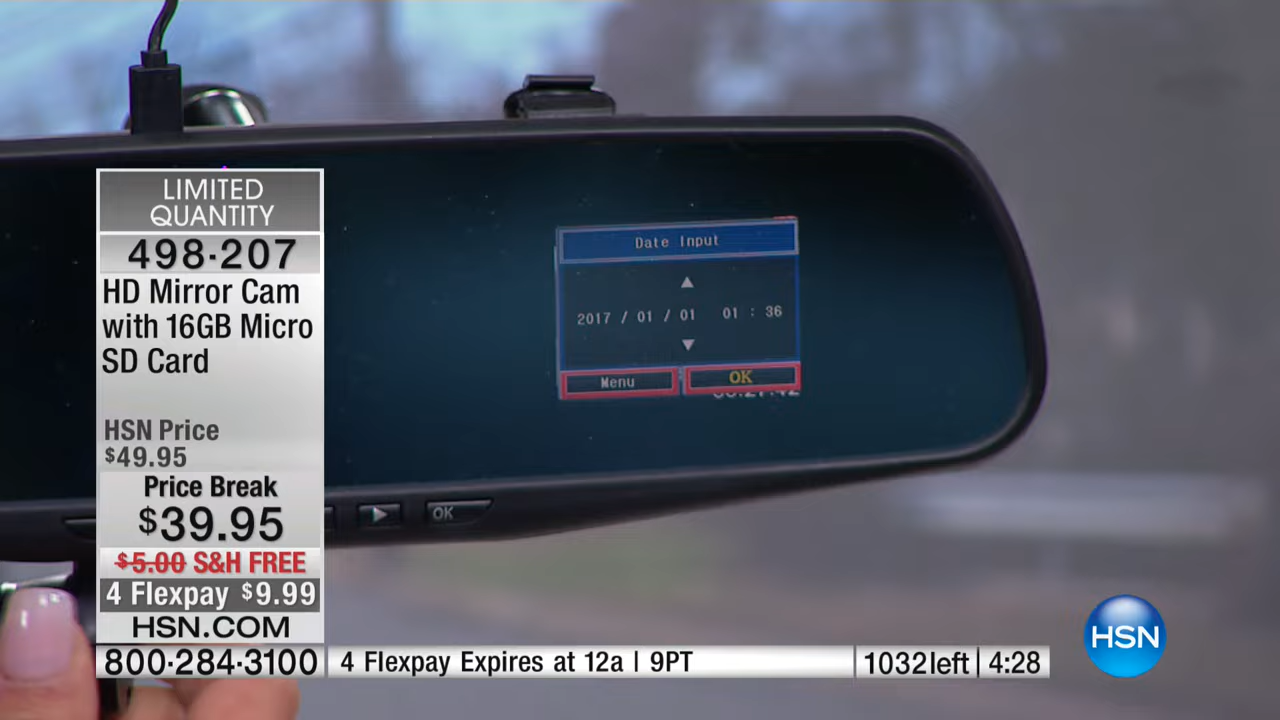 LIMITED
QUANTITY
498-207
HD Mirror Cam
with 16GB Micro
SD Card
HSN Price
$49.95
Price Break
$39.95
$5.00 S&H FREE
4 Flexpay $9.99
HSN.COM
800-284-3100
4 Flexpay Expires at 12a | 9PT
1032left
4:28
HSN
Date Input
2017 / 01 / 01 01 : 36
Menu
OK
OK